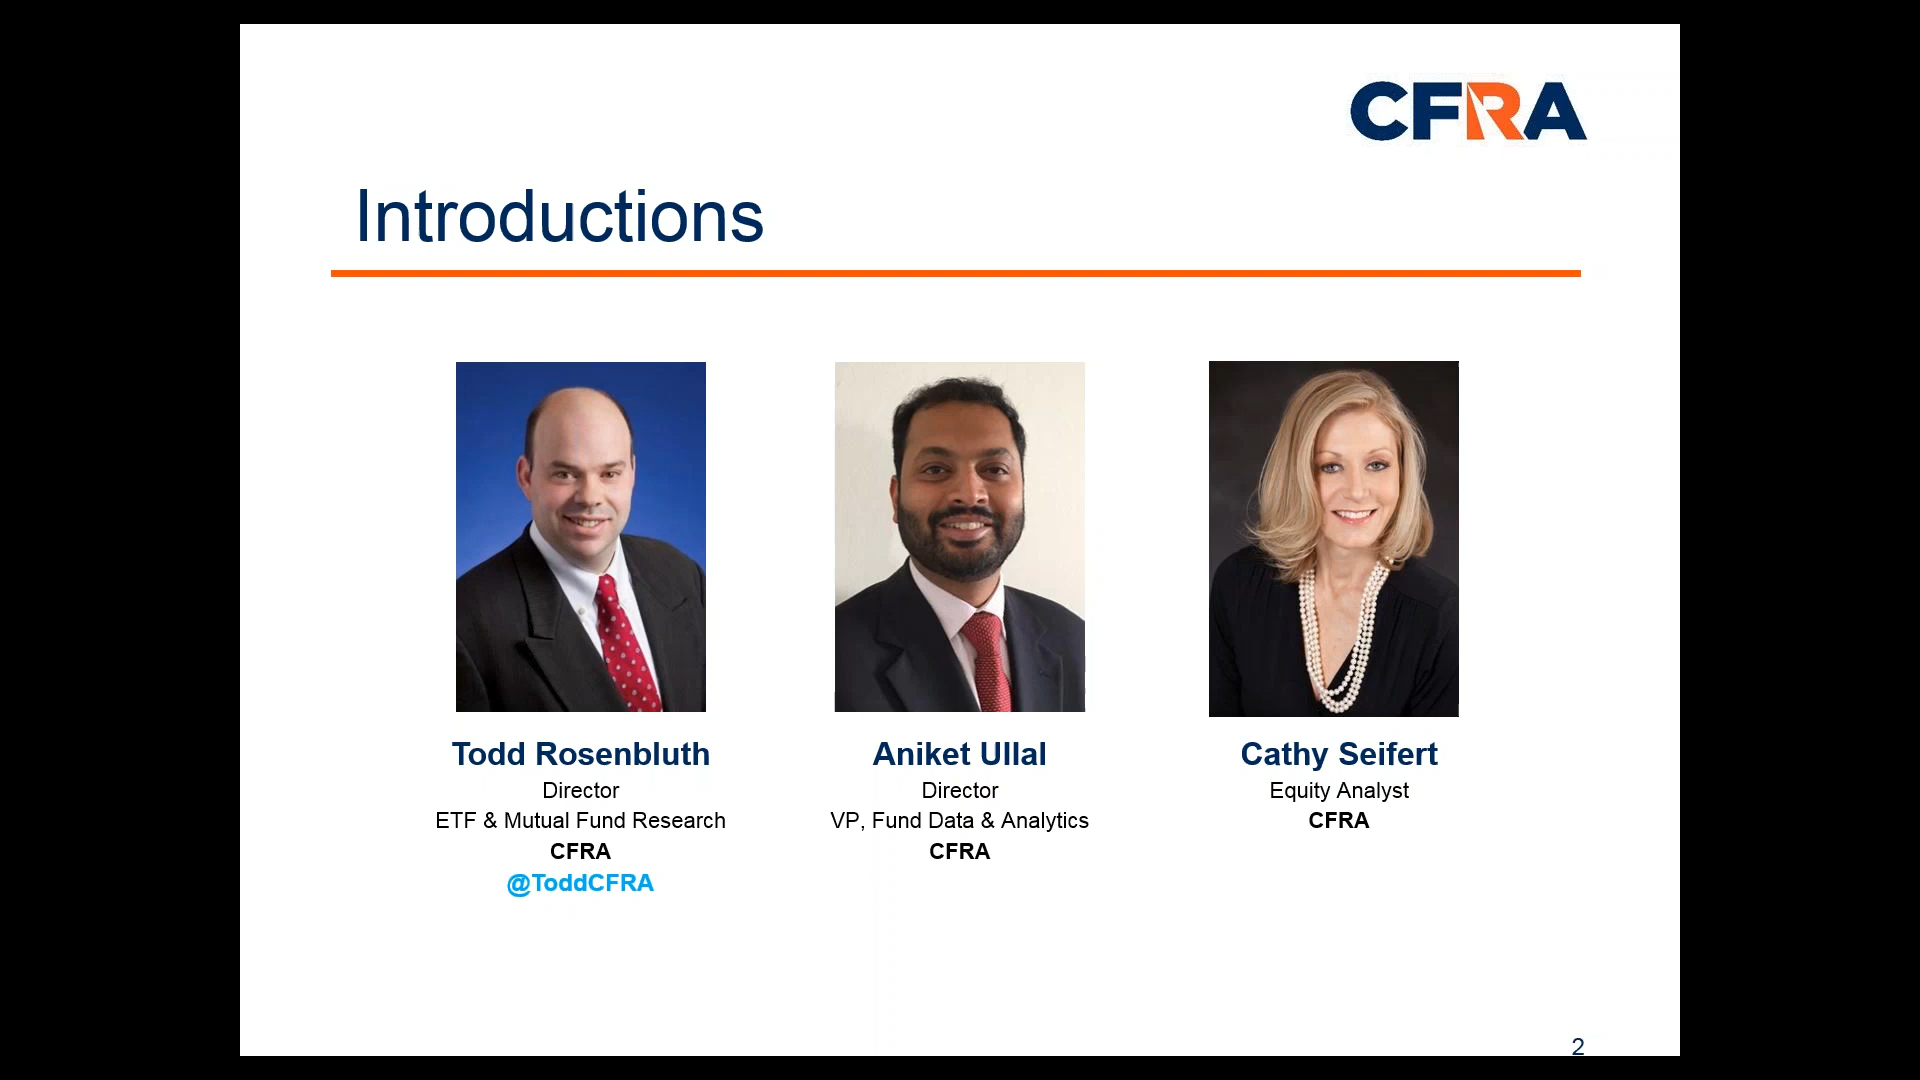 CFRA
Introductions
Todd Rosenbluth
Director
ETF & Mutual Fund Research
CFRA
@ToddCFRA
Aniket Ullal
Director
VP, Fund Data & Analytics
CFRA
Cathy Seifert
Equity Analyst
CFRA
2